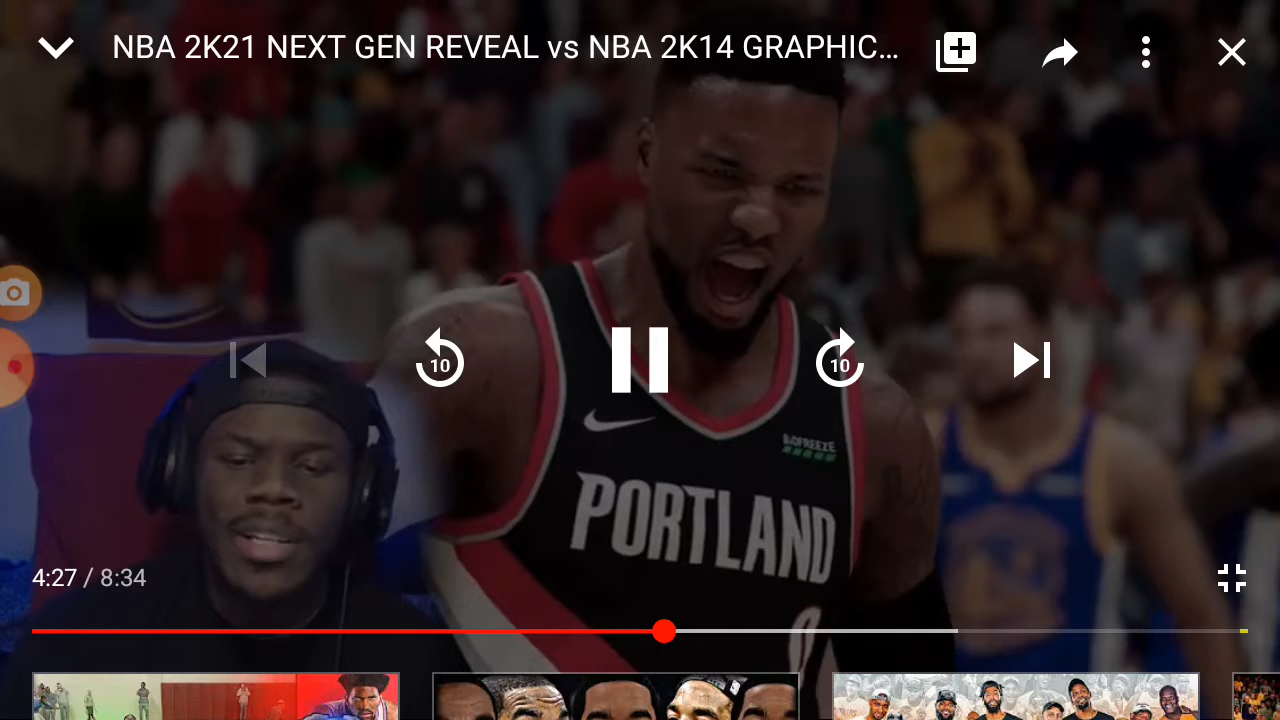 NBA 2K21 NEXT GEN REVEAL vs NBA 2K14 GRAPHIC...
10
10
BIOFREEZE
PORTLAND
4:27 / 8:34